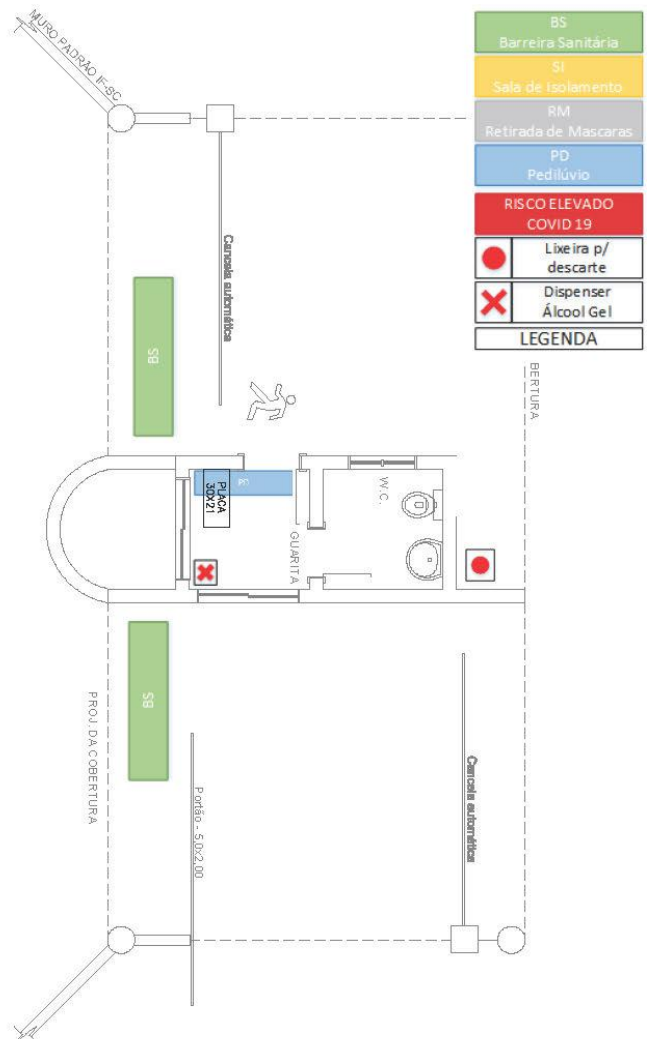 MURO PADRÃO IF-SC
BS
Barreira Sanitária
SI
Sala de Isolamento
RM
Retirada de Mascaras
PD
Pedilúvio
RISCO ELEVADO
COVID 19
Lixeira p/
descarte
Dispenser
Álcool Gel
LEGENDA
Cancela automática
BS
BERTURA
PLACA
30X21
W.C.
GUARITA
BS
PROJ. DA COBERTURA
Portão - 5,0x2,00
Cancela automática